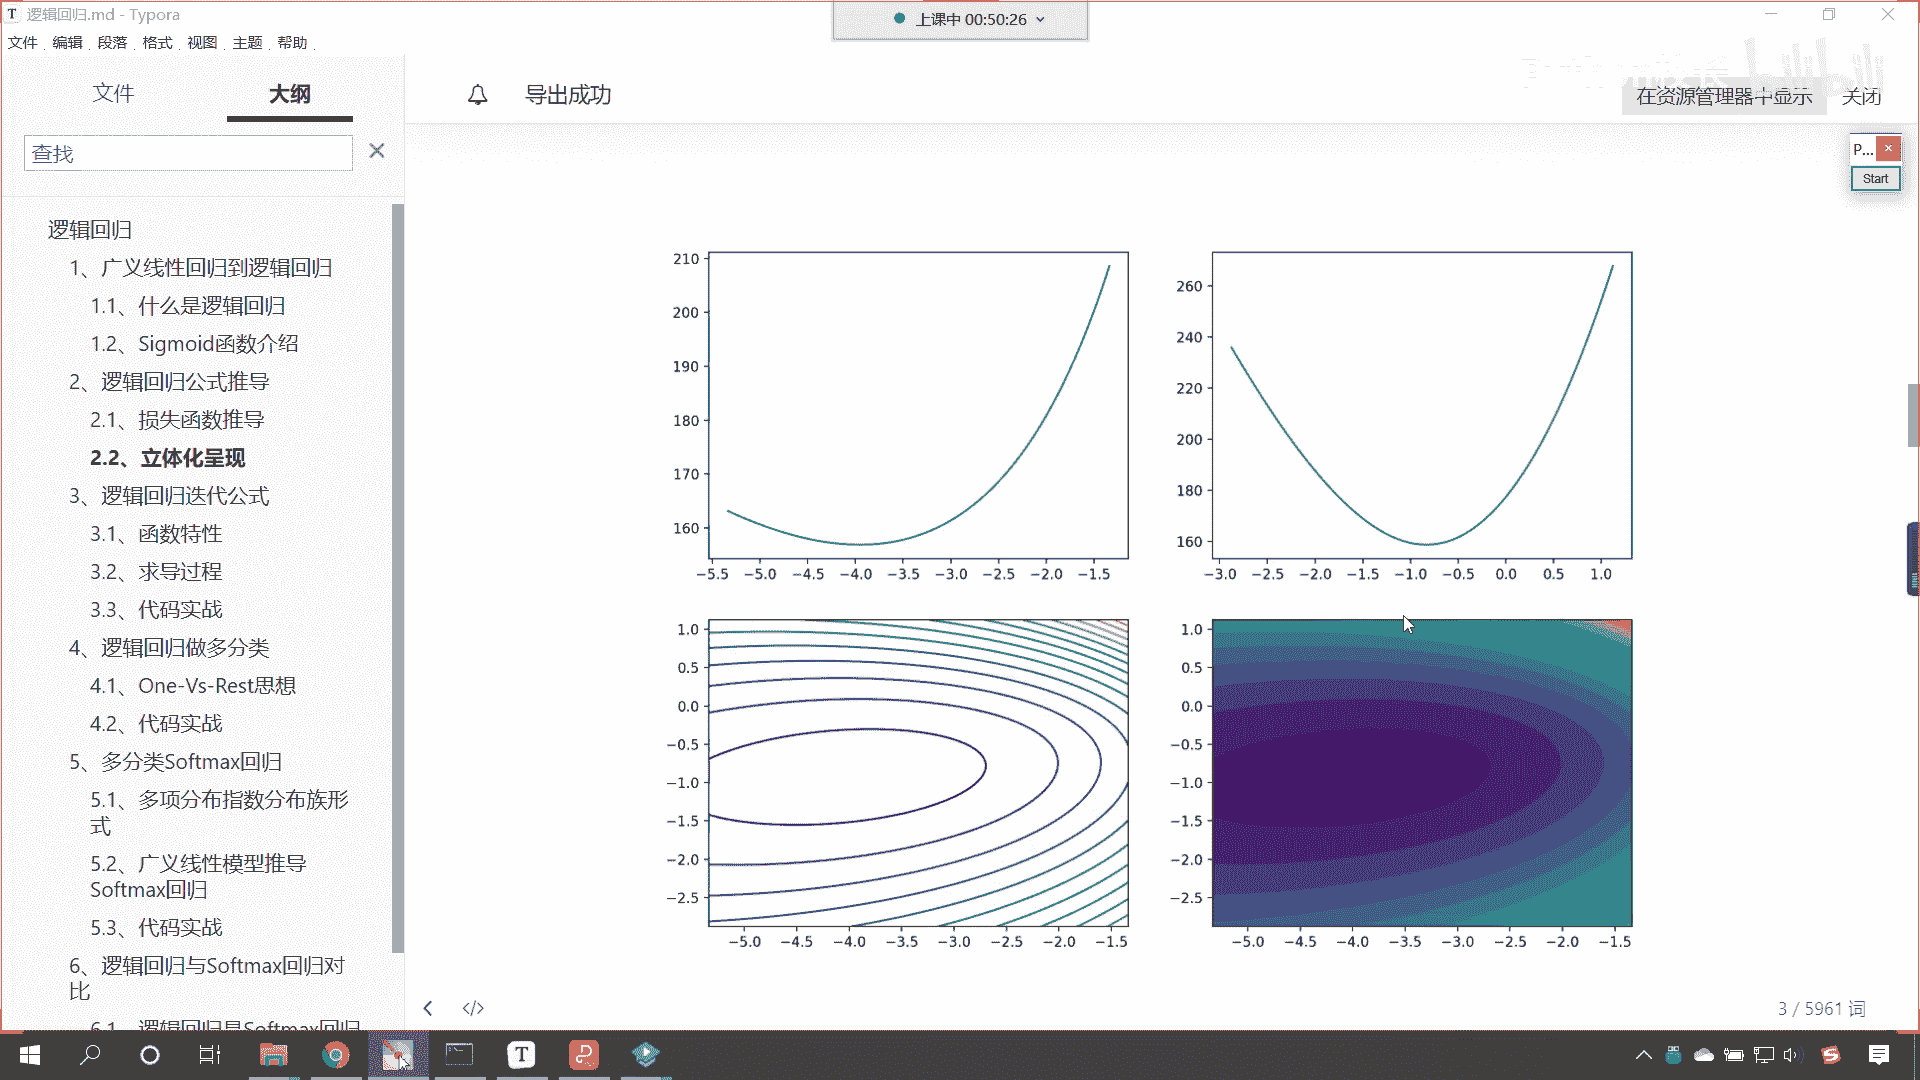 逻辑回归.md - Typora
上课中 00:50:26
文件 编辑 段落 格式 视图 主题 帮助
文件 大纲
导出成功
在资源管理器中显示 关闭
查找
P...
Start
逻辑回归
1、广义线性回归到逻辑回归
1.1、什么是逻辑回归
1.2、Sigmoid函数介绍
2、逻辑回归公式推导
2.1、损失函数推导
2.2、立体化呈现
3、逻辑回归迭代公式
3.1、函数特性
3.2、求导过程
3.3、代码实战
4、逻辑回归做多分类
4.1、One-Vs-Rest思想
4.2、代码实战
5、多分类Softmax回归
5.1、多项分布指数分布族形
式
5.2、广义线性模型推导
Softmax回归
5.3、代码实战
6、逻辑回归与Softmax回归对
比
6.1、逻辑回归是Softmax回归
210
200
190
180
170
160
−5.5 −5.0 −4.5 −4.0 −3.5 −3.0 −2.5 −2.0 −1.5
260
240
220
200
180
160
−3.0 −2.5 −2.0 −1.5 −1.0 −0.5 0.0 0.5 1.0
1.0
0.5
0.0
−0.5
−1.0
−1.5
−2.0
−2.5
−5.0 −4.5 −4.0 −3.5 −3.0 −2.5 −2.0 −1.5
1.0
0.5
0.0
−0.5
−1.0
−1.5
−2.0
−2.5
−5.0 −4.5 −4.0 −3.5 −3.0 −2.5 −2.0 −1.5
3 / 5961 词